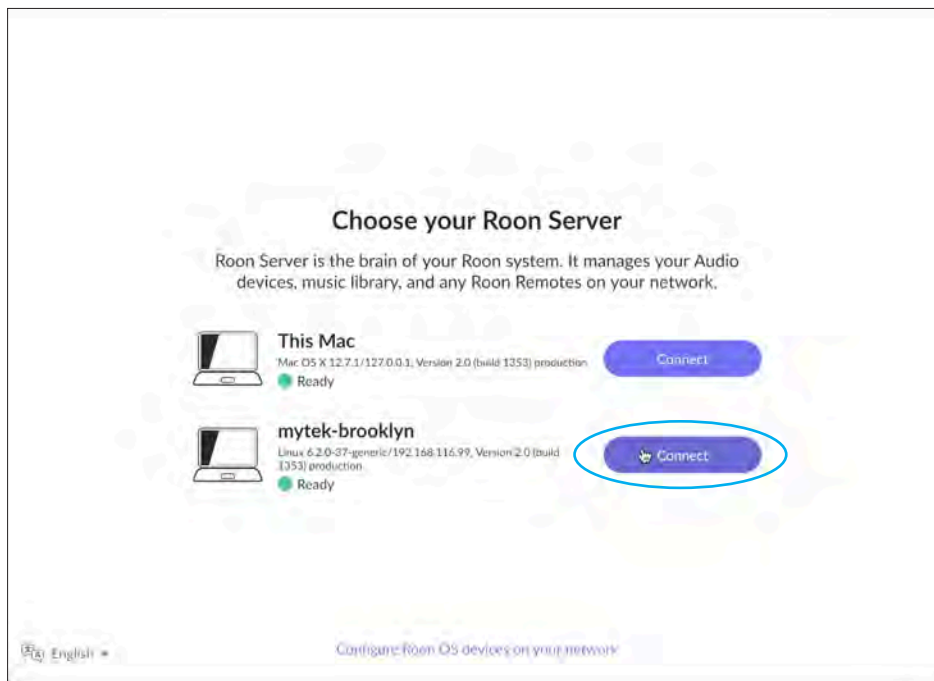 Choose your Roon Server
Roon Server is the brain of your Roon system. It manages your Audio
devices, music library, and any Roon Remotes on your network.
This Mac
Mac OS X 12.7.1/127.0.0.1, Version 2.0 (build 1353) production
Connect
Ready
mytek-brooklyn
Linux 6.2.0-37-generic/192.168.116.99, Version 2.0 (build
1353) production
Connect
Ready
English
Configure Roon OS devices on your network